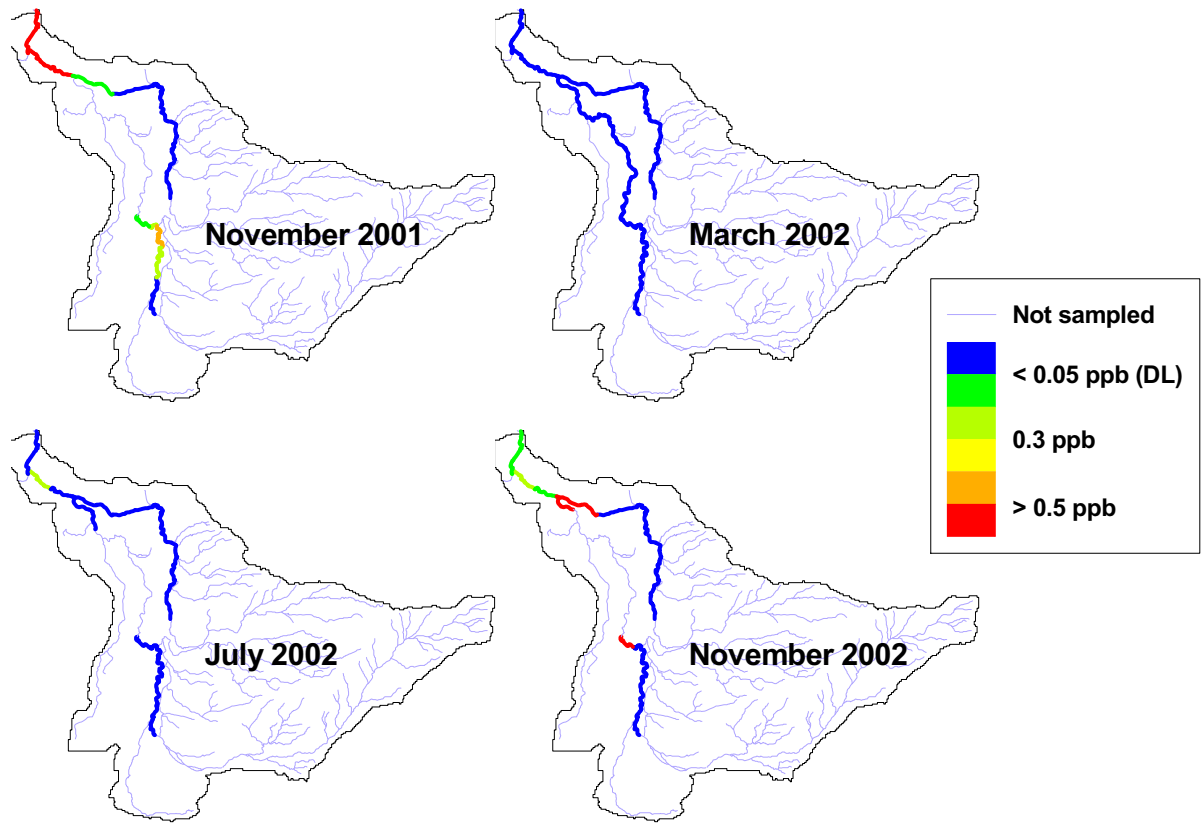 November 2001
March 2002
Not sampled
< 0.05 ppb (DL)
0.3 ppb
> 0.5 ppb
July 2002
November 2002